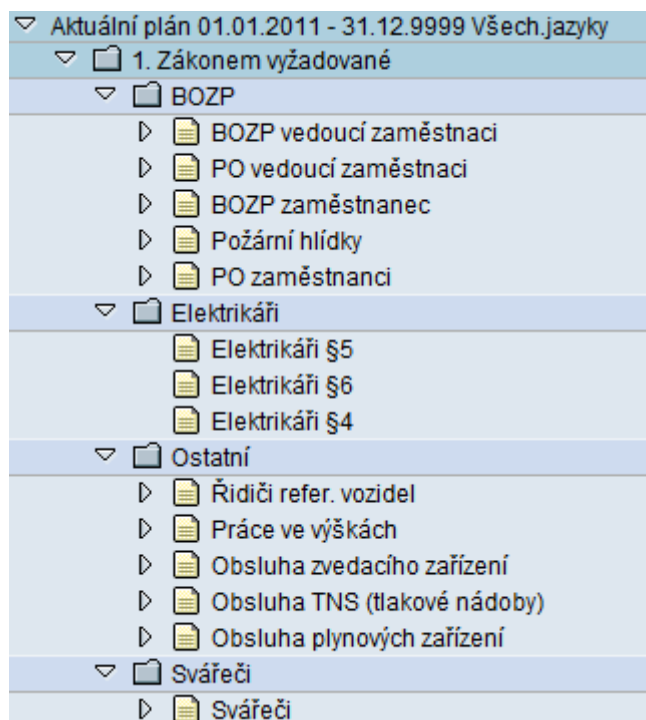 Aktuální plán 01.01.2011 - 31.12.9999 Všech.jazyky
1. Zákonem vyžadované
BOZP
BOZP vedoucí zaměstnaci
PO vedoucí zaměstnaci
BOZP zaměstnanec
Požární hlídky
PO zaměstnanci
Elektrikáři
Elektrikáři §5
Elektrikáři §6
Elektrikáři §4
Ostatní
Řidiči refer. vozidel
Práce ve výškách
Obsluha zvedacího zařízení
Obsluha TNS (tlakové nádoby)
Obsluha plynových zařízení
Svářeči
Svářeči